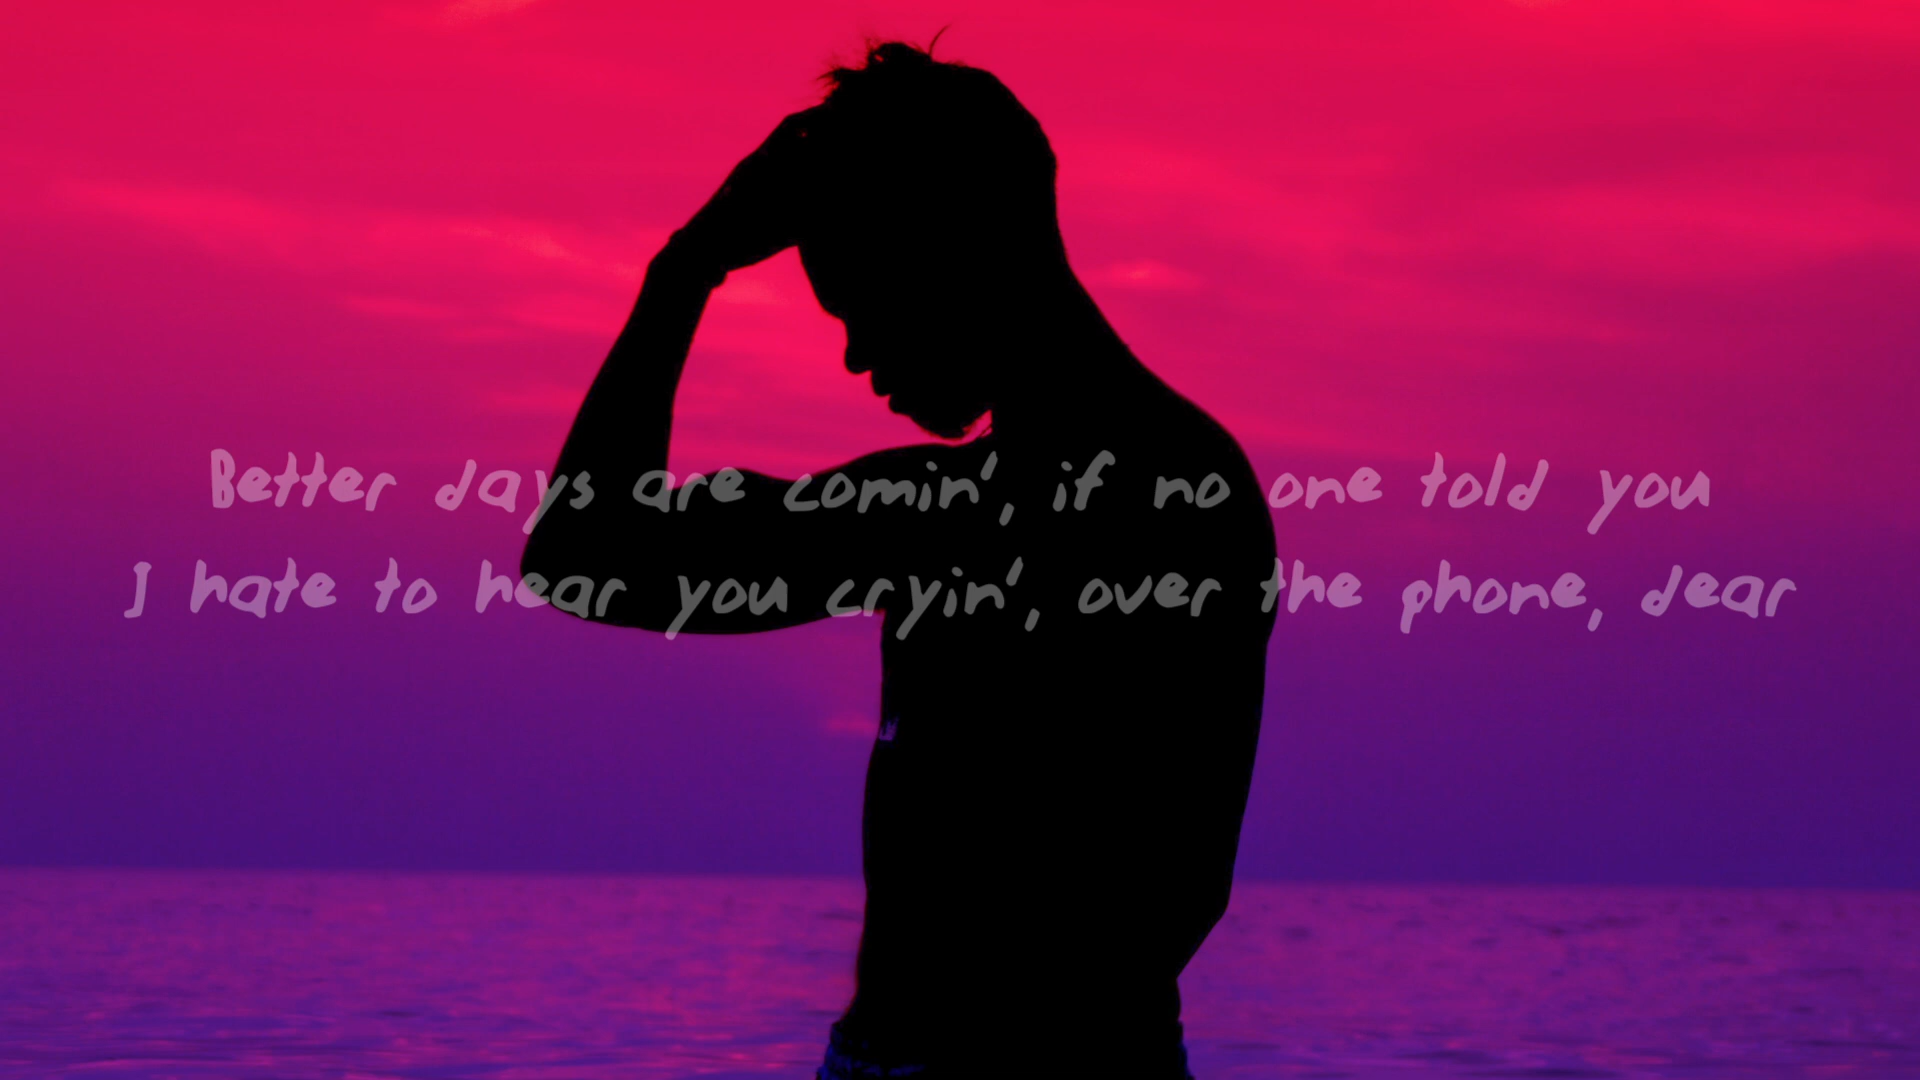 Better days are comin', if no one told you
I hate to hear you cryin', over the phone, dear